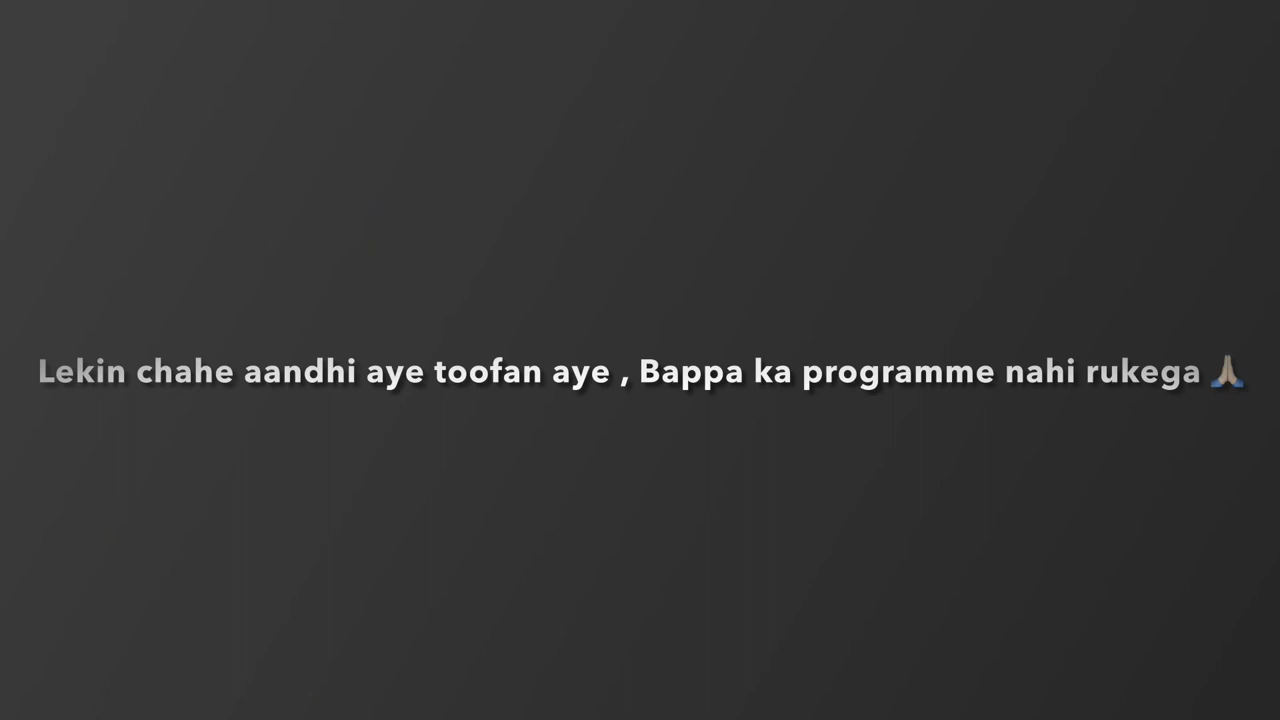 Lekin chahe aandhi aye toofan aye , Bappa ka programme nahi rukega 🙏🏽